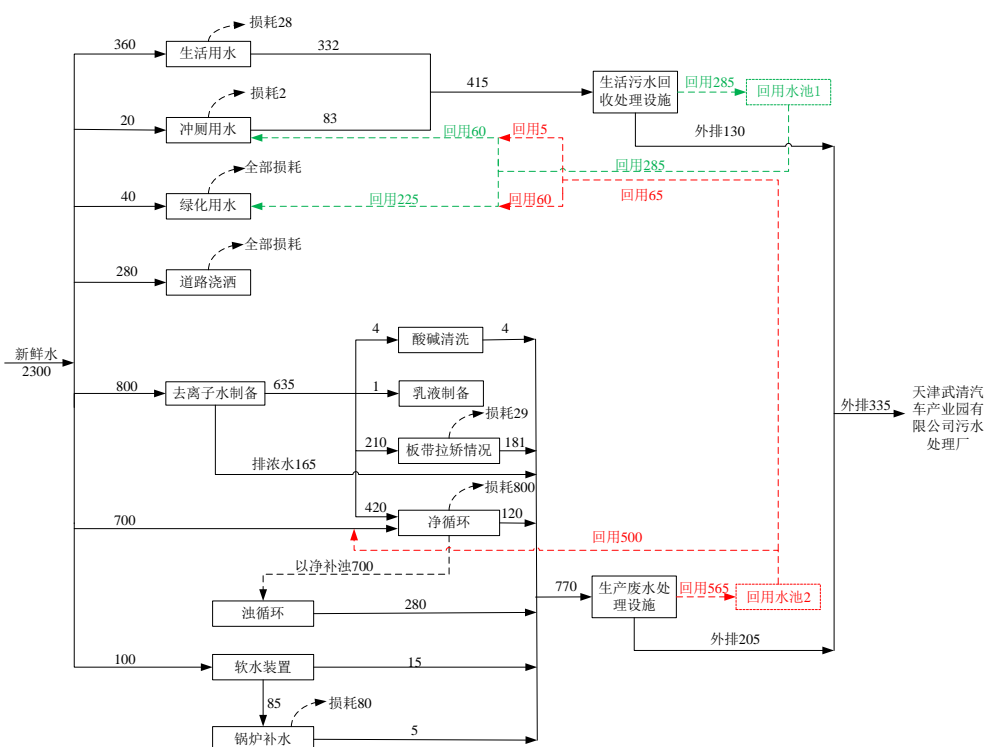 损耗28
360
生活用水
332
415
生活污水回
收处理设施
回用285
回用水池1
损耗2
20
冲厕用水
83
外排130
回用60
回用5
全部损耗
回用285
40
绿化用水
回用225
回用60
回用65
全部损耗
280
道路浇洒
新鲜水
2300
4
酸碱清洗
4
800
去离子水制备
635
1
乳液制备
损耗29
210
板带拉矫情况
181
外排335
天津武清汽
车产业园有
限公司污水
处理厂
排浓水165
损耗800
420
净循环
120
700
回用500
以净补浊700
浊循环
280
770
生产废水处
理设施
回用565
回用水池2
外排205
100
软水装置
15
85
损耗80
锅炉补水
5